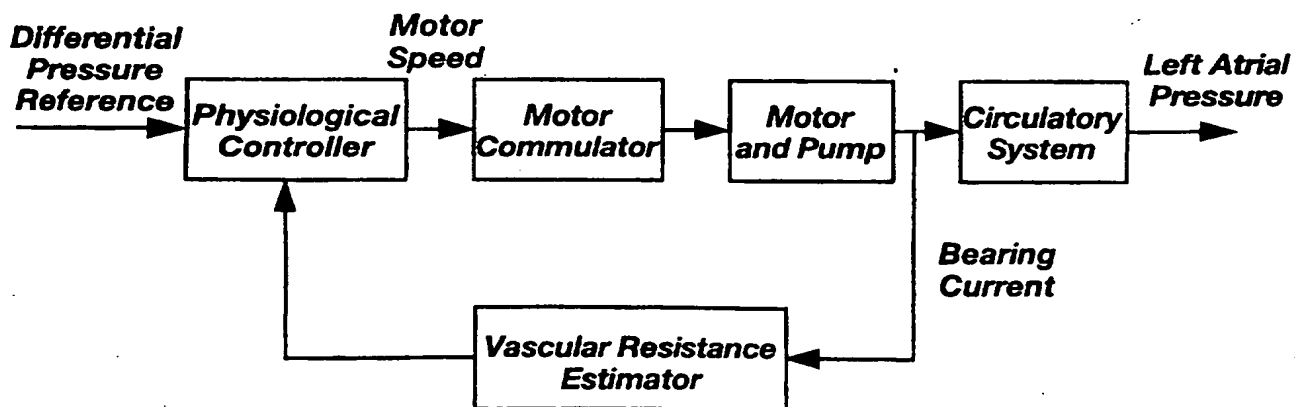 Differential
Pressure
Reference
Physiological
Controller
Motor
Speed
Motor
Commulator
Motor
and Pump
Circulatory
System
Left Atrial
Pressure
Bearing
Current
Vascular Resistance
Estimator